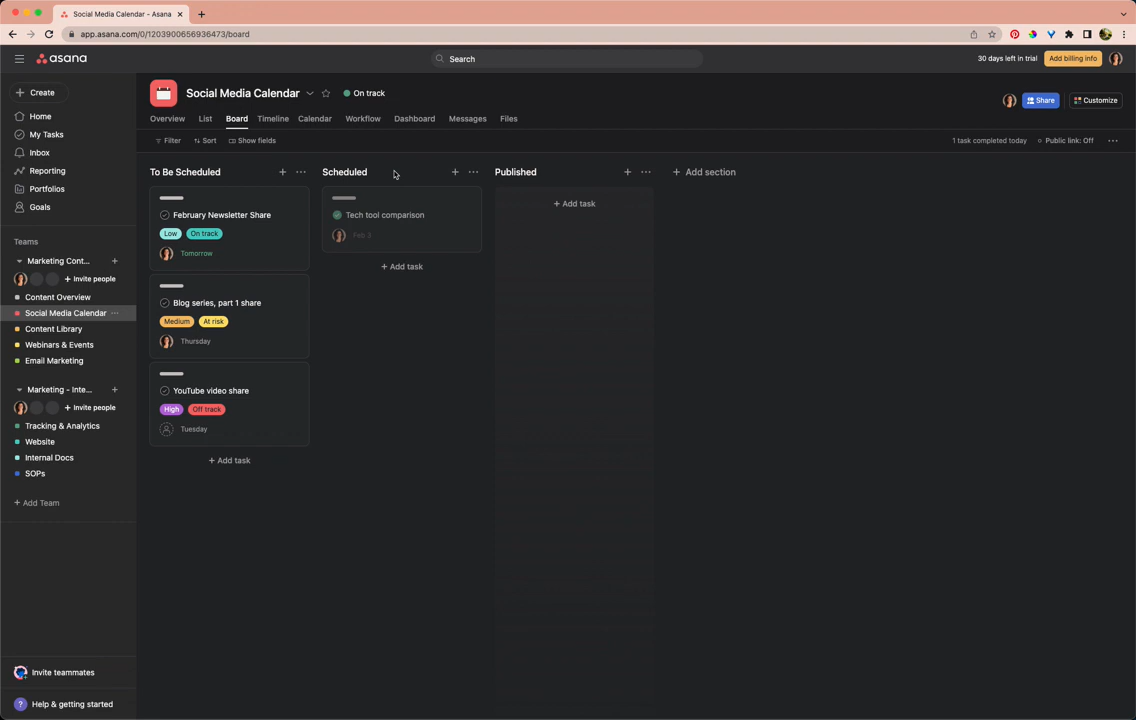 Social Media Calendar - Asana
app.asana.com/0/1203900656936473/board
asana
Search
30 days left in trial
Add billing info
Create
Home
My Tasks
Inbox
Reporting
Portfolios
Goals
Teams
Marketing Cont...
Invite people
Content Overview
Social Media Calendar
Content Library
Webinars & Events
Email Marketing
Marketing - Inte...
Invite people
Tracking & Analytics
Website
Internal Docs
SOPs
+ Add Team
Invite teammates
? Help & getting started
Social Media Calendar
On track
Share
Customize
Overview List Board Timeline Calendar Workflow Dashboard Messages Files
Filter Sort Show fields
1 task completed today Public link: Off
To Be Scheduled
February Newsletter Share
Low On track
Tomorrow
Blog series, part 1 share
Medium At risk
Thursday
YouTube video share
High Off track
Tuesday
+ Add task
Scheduled
Tech tool comparison
Feb 9
+ Add task
Published
+ Add task
+ Add section